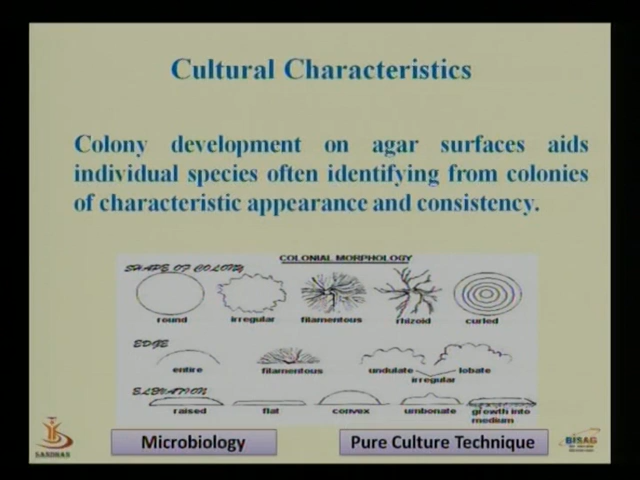 Cultural Characteristics
Colony development on agar surfaces aids
individual species often identifying from colonies
of characteristic appearance and consistency.
COLONIAL MORPHOLOGY
SHAPE OF COLONY
round irregular filamentous rhizoid curled
EDGE
entire filamentous undulate lobate
irregular
ELEVATION
raised flat convex umbonate growth into
medium
Microbiology Pure Culture Technique
SANDHAN BISAG